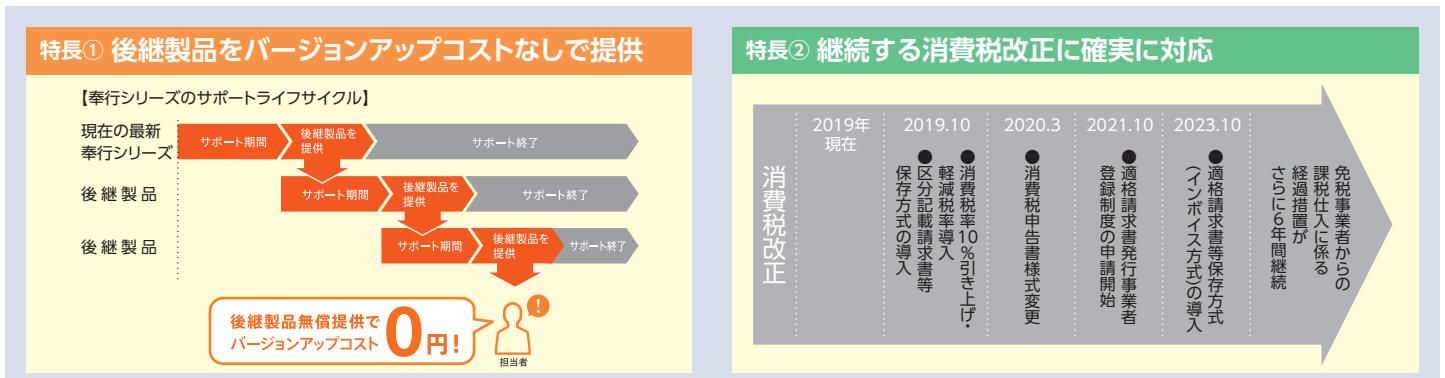 特長① 後継製品をバージョンアップコストなしで提供
【奉行シリーズのサポートライフサイクル】
現在の最新
奉行シリーズ
サポート期間
後継製品を
提供
サポート終了
後継製品
サポート期間
後継製品を
提供
サポート終了
後継製品
サポート期間
後継製品を
提供
サポート終了
後継製品無償提供で
バージョンアップコスト
0円!
!
担当者
特長② 継続する消費税改正に確実に対応
消費税改正
2019年
現在
2019.10
●消費税率10%引き上げ・
軽減税率導入
●区分記載請求書等
保存方式の導入
2020.3
●消費税申告書様式変更
2021.10
●適格請求書発行事業者
登録制度の申請開始
2023.10
●適格請求書等保存方式
(インボイス方式)の導入
免税事業者からの
課税仕入に係る
経過措置が
さらに6年間継続